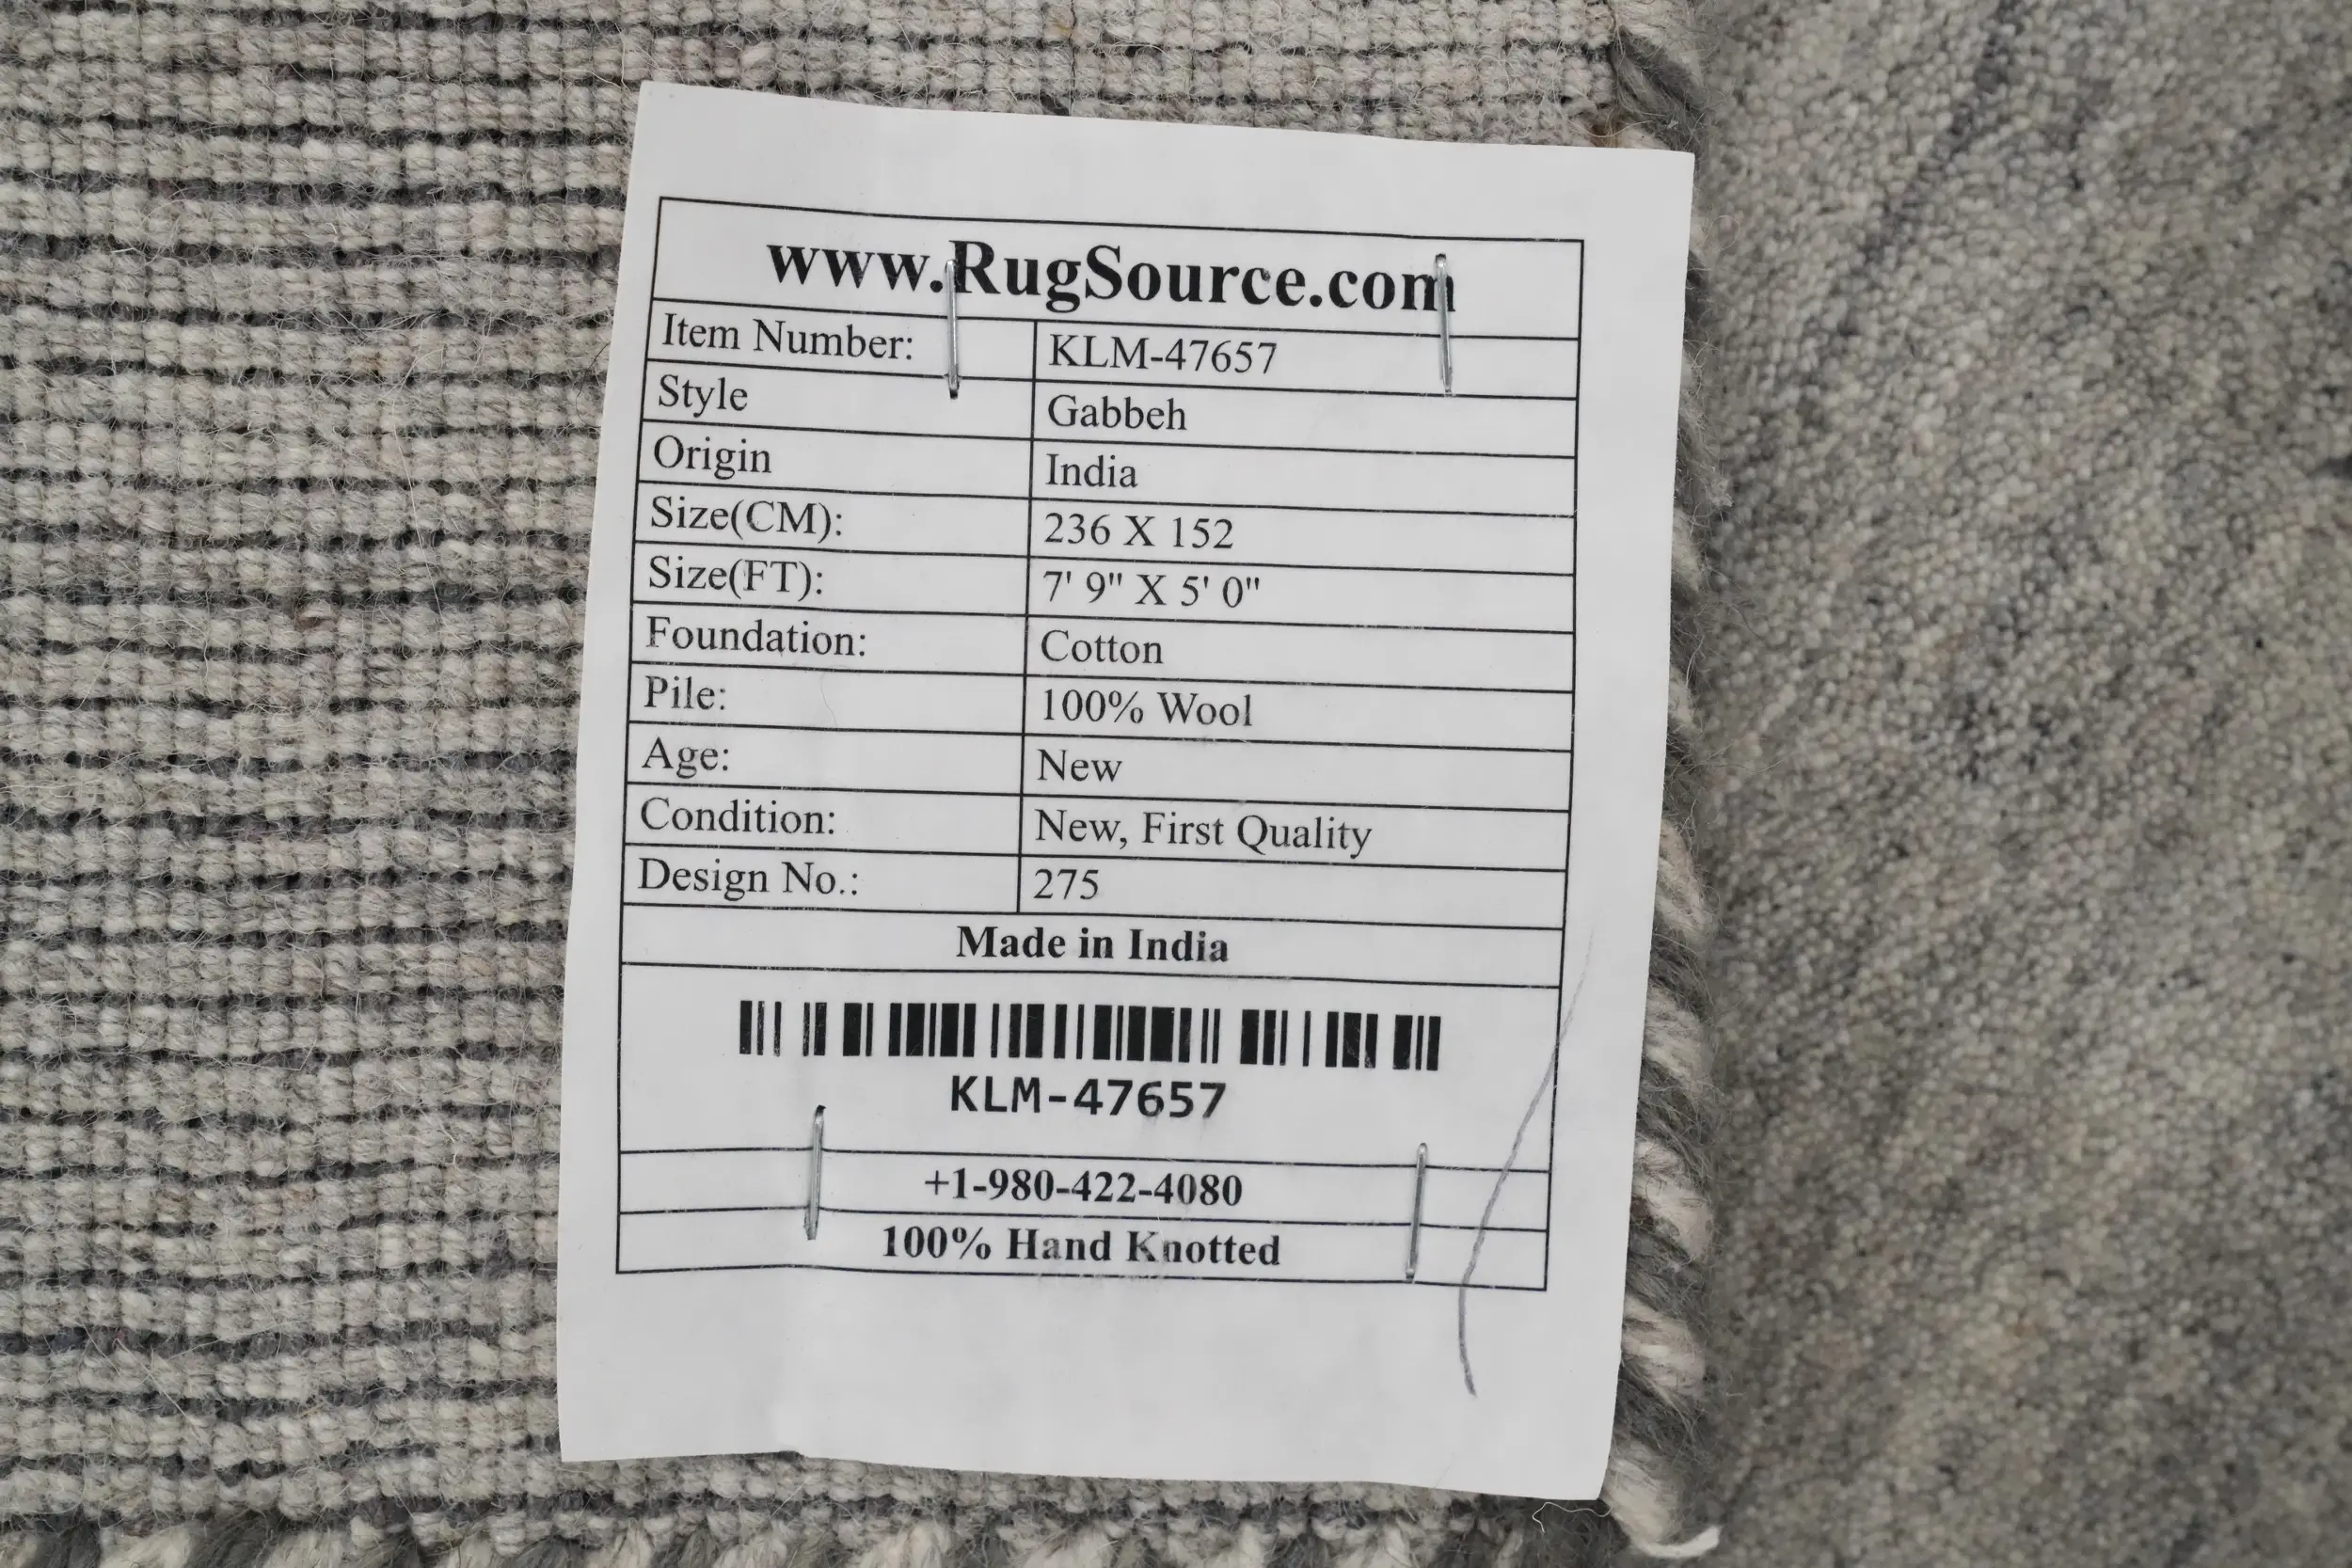 www.RugSource.com
Item Number: KLM-47657
Style Gabbeh
Origin India
Size(CM): 236 X 152
Size(FT): 7' 9" X 5' 0"
Foundation: Cotton
Pile: 100% Wool
Age: New
Condition: New, First Quality
Design No.: 275
Made in India
KLM-47657
+1-980-422-4080
100% Hand Knotted